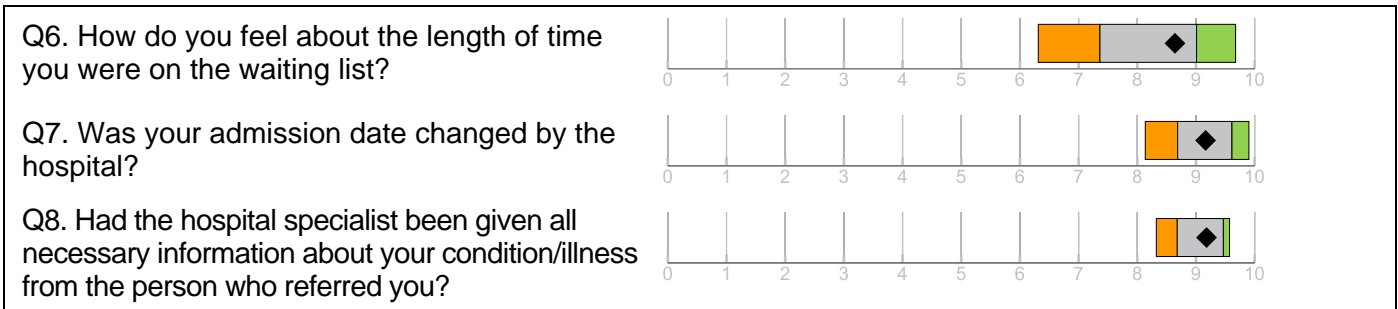 Q6. How do you feel about the length of time
you were on the waiting list?
0 1 2 3 4 5 6 7 8 9 10
Q7. Was your admission date changed by the
hospital?
0 1 2 3 4 5 6 7 8 9 10
Q8. Had the hospital specialist been given all
necessary information about your condition/illness
from the person who referred you?
0 1 2 3 4 5 6 7 8 9 10